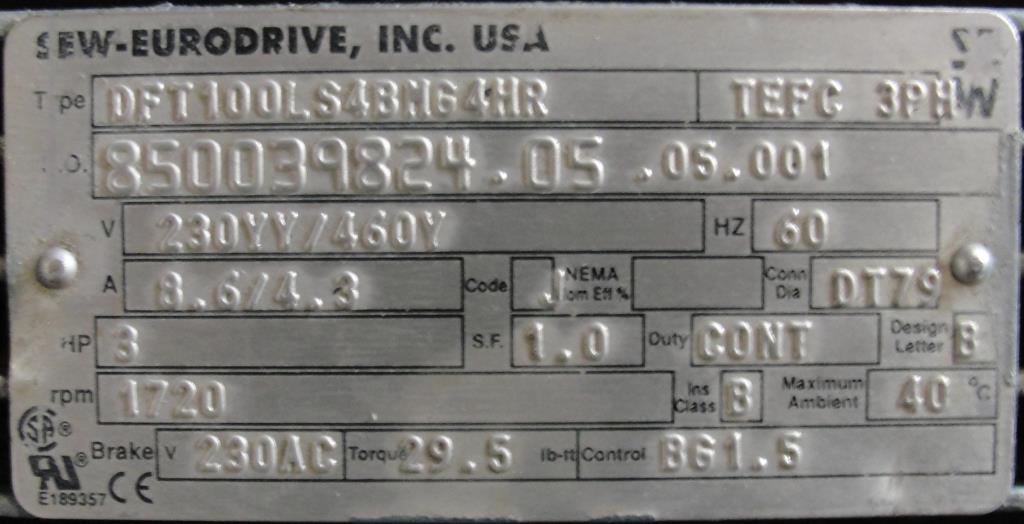 SEW-EURODRIVE, INC. USA
Type DFT100LS4BMG4HR TEFC 3PH
850039824.05 .05.001
V 230YY/460Y HZ 60
A 8.6/4.3 Code J NEMA Nom Eff % Conn Dia DT79
HP 3 S.F. 1.0 Duty CONT Design Letter B
rpm 1720 Ins Class B Maximum Ambient 40 °C
Brake V 230AC Torque 29.5 lb-ft Control BG1.5
E189357 CE